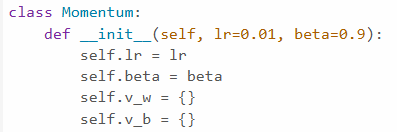 class Momentum:
    def __init__(self, lr=0.01, beta=0.9):
        self.lr = lr
        self.beta = beta
        self.v_w = {}
        self.v_b = {}